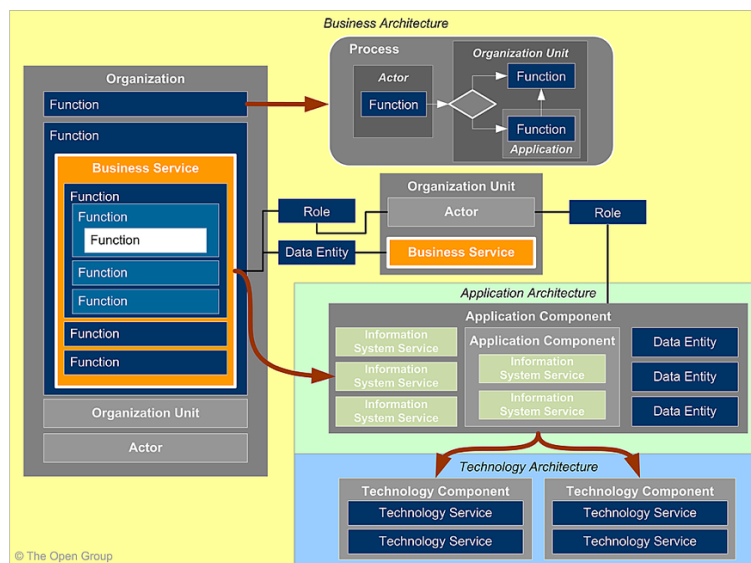 Business Architecture
Organization
Function
Function
Business Service
Function
Function
Function
Function
Function
Function
Function
Organization Unit
Actor
Process
Actor
Function
Organization Unit
Function
Function
Application
Role
Data Entity
Organization Unit
Actor
Business Service
Role
Application Architecture
Application Component
Information
System Service
Information
System Service
Information
System Service
Application Component
Information
System Service
Information
System Service
Data Entity
Data Entity
Data Entity
Technology Architecture
Technology Component
Technology Service
Technology Service
Technology Component
Technology Service
Technology Service
© The Open Group